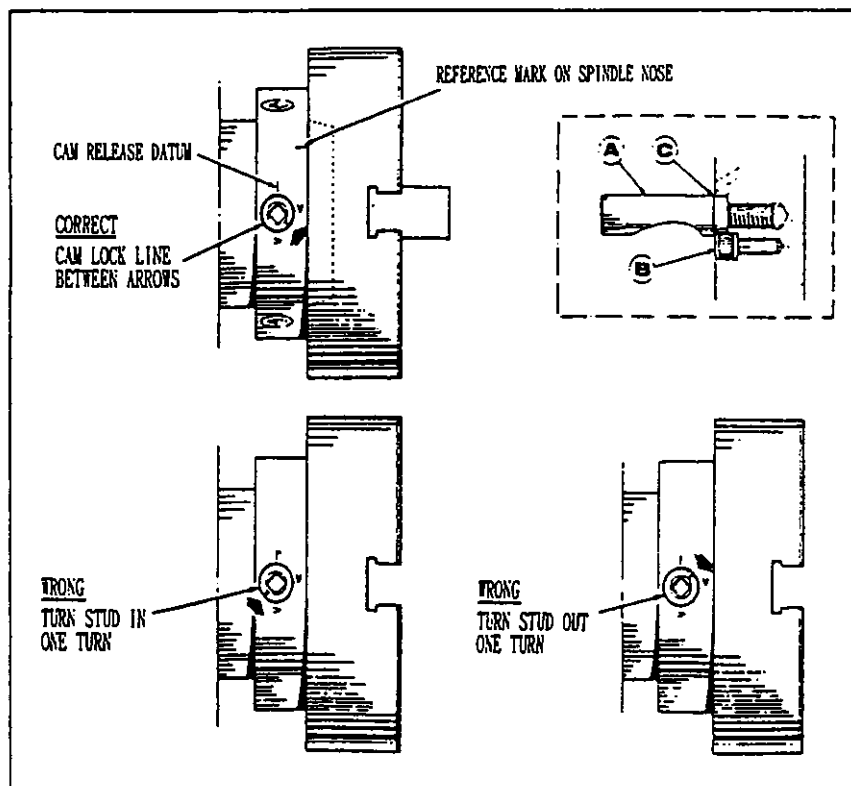 REFERENCE MARK ON SPINDLE NOSE
CAM RELEASE DATUM
CORRECT
CAM LOCK LINE
BETWEEN ARROWS
A
C
B
WRONG
TURN STUD IN
ONE TURN
WRONG
TURN STUD OUT
ONE TURN